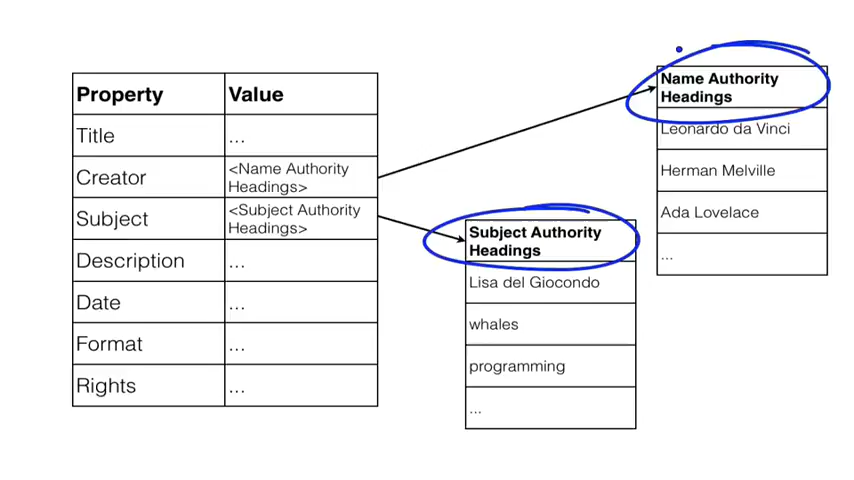 Property Value
Title ...
Creator <Name Authority
Headings>
Subject <Subject Authority
Headings>
Description ...
Date ...
Format ...
Rights ...
Subject Authority
Headings
Lisa del Giocondo
whales
programming
...
Name Authority
Headings
Leonardo da Vinci
Herman Melville
Ada Lovelace
...